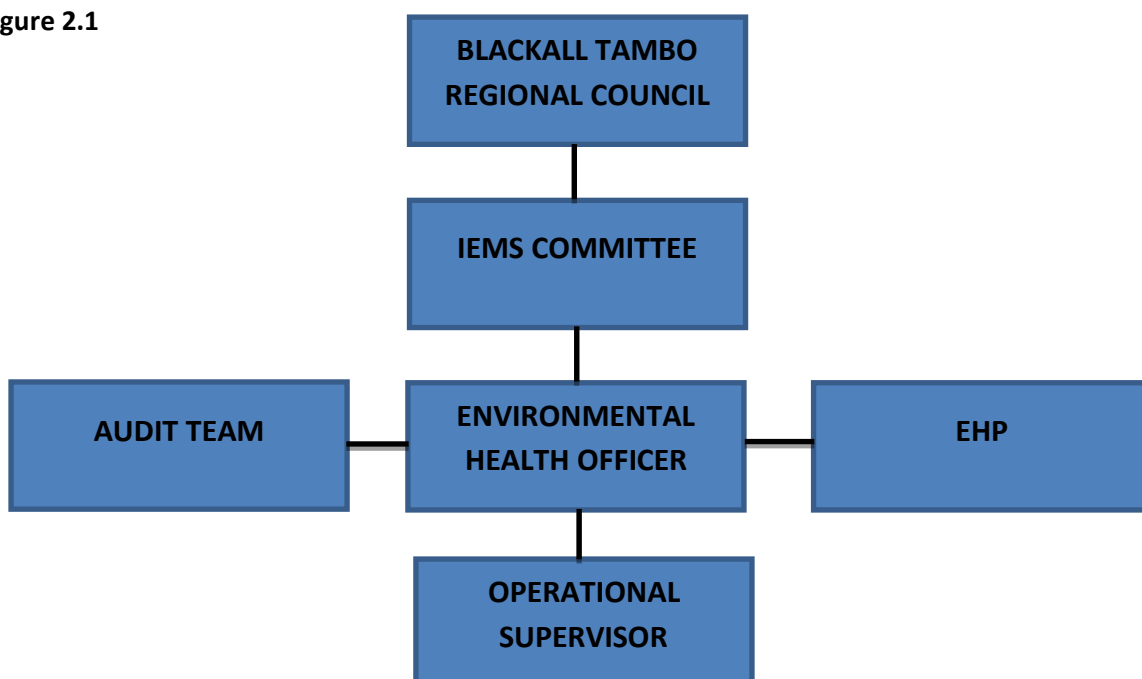 gure 2.1
BLACKALL TAMBO
REGIONAL COUNCIL
IEMS COMMITTEE
AUDIT TEAM
ENVIRONMENTAL
HEALTH OFFICER
EHP
OPERATIONAL
SUPERVISOR